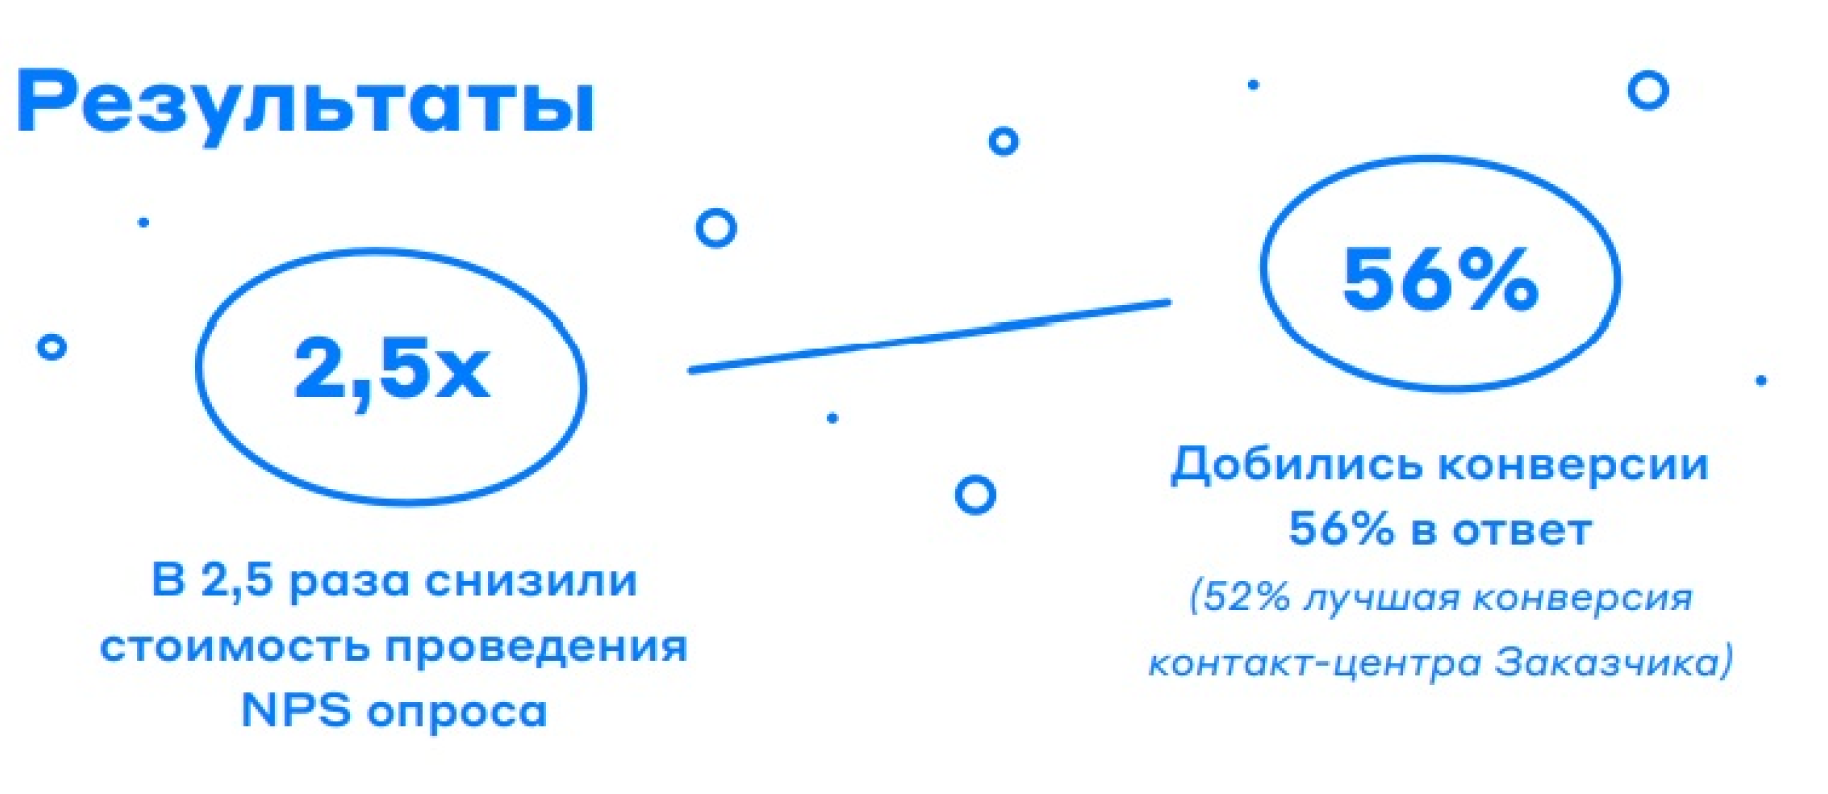 Результаты
2,5x
В 2,5 раза снизили
стоимость проведения
NPS опроса
56%
Добились конверсии
56% в ответ
(52% лучшая конверсия
контакт-центра Заказчика)